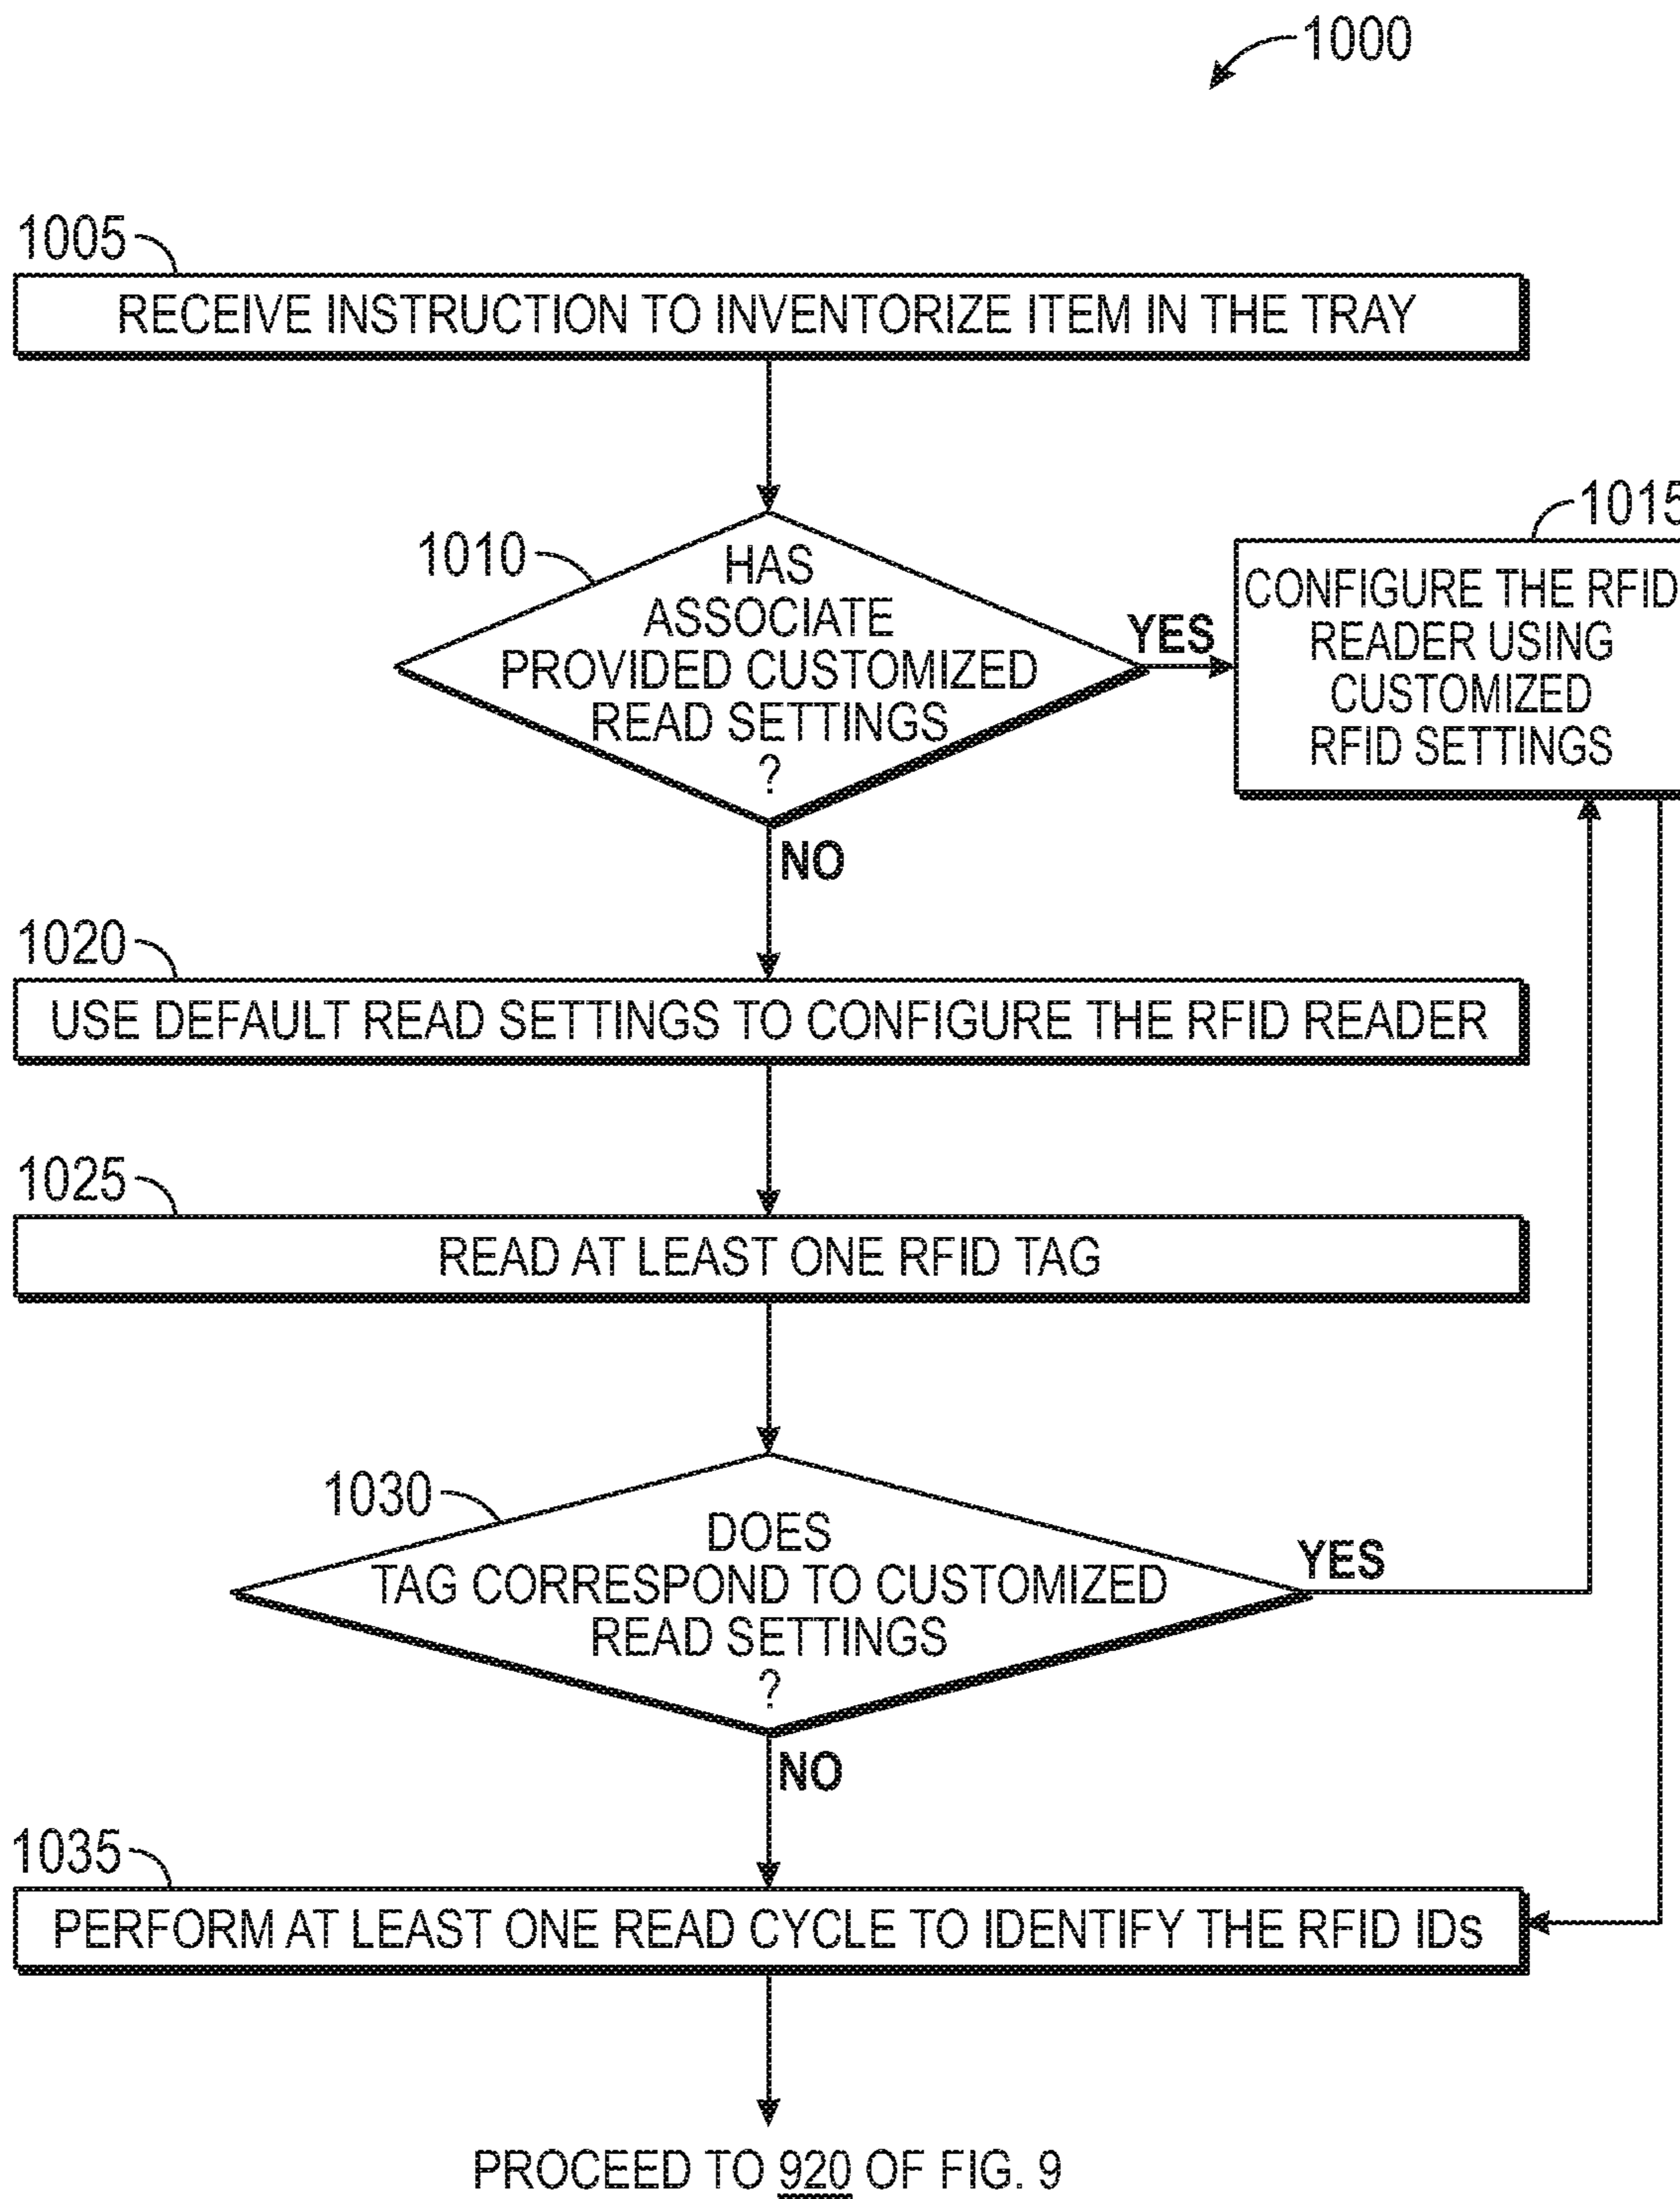 1000
1005
RECEIVE INSTRUCTION TO INVENTORIZE ITEM IN THE TRAY
1010
HAS
ASSOCIATE
PROVIDED CUSTOMIZED
READ SETTINGS
?
YES
1015
CONFIGURE THE RFID
READER USING
CUSTOMIZED
RFID SETTINGS
NO
1020
USE DEFAULT READ SETTINGS TO CONFIGURE THE RFID READER
1025
READ AT LEAST ONE RFID TAG
1030
DOES
TAG CORRESPOND TO CUSTOMIZED
READ SETTINGS
?
YES
NO
1035
PERFORM AT LEAST ONE READ CYCLE TO IDENTIFY THE RFID IDs
PROCEED TO 920 OF FIG. 9